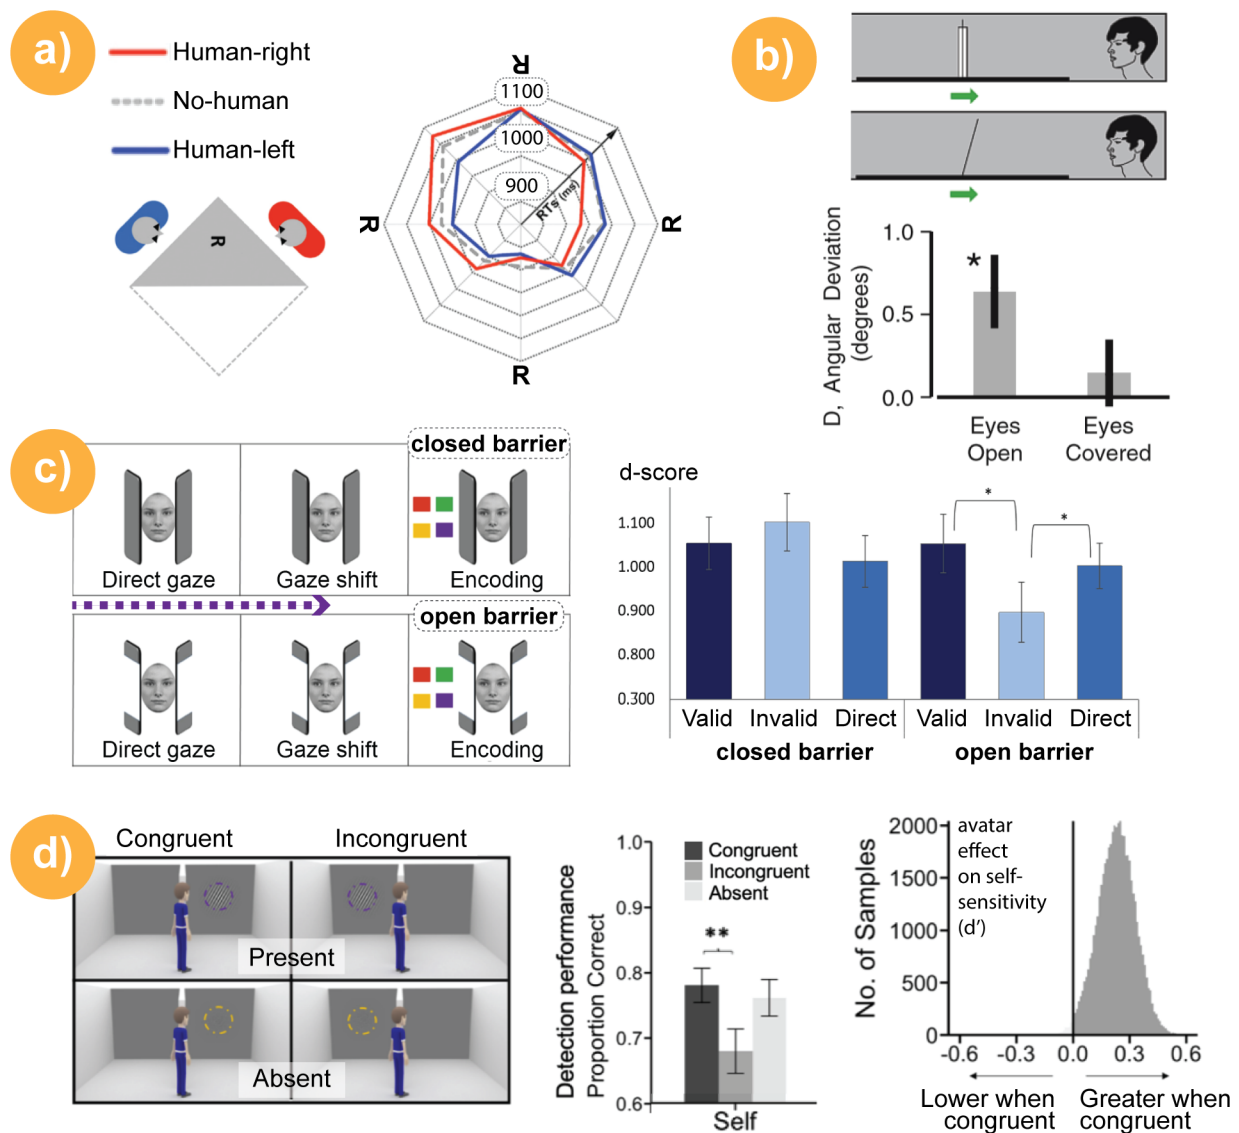 a)
Human-right
No-human
Human-left
R
R
1100
1000
900
RTs (ms)
R
R
R
b)
D, Angular Deviation
(degrees)
1.0
0.5
0.0
*
Eyes
Open
Eyes
Covered
c)
closed barrier
Direct gaze
Gaze shift
Encoding
open barrier
Direct gaze
Gaze shift
Encoding
d-score
1.100
1.000
0.900
0.800
0.300
*
*
Valid
Invalid
Direct
Valid
Invalid
Direct
closed barrier
open barrier
d)
Congruent
Incongruent
Present
Absent
Detection performance
Proportion Correct
1.0
0.9
0.8
0.7
0.6
Congruent
Incongruent
Absent
**
Self
No. of Samples
2000
1500
1000
500
0
avatar
effect
on self-
sensitivity
(d')
-0.6
-0.3
0.0
0.3
0.6
Lower when
congruent
Greater when
congruent